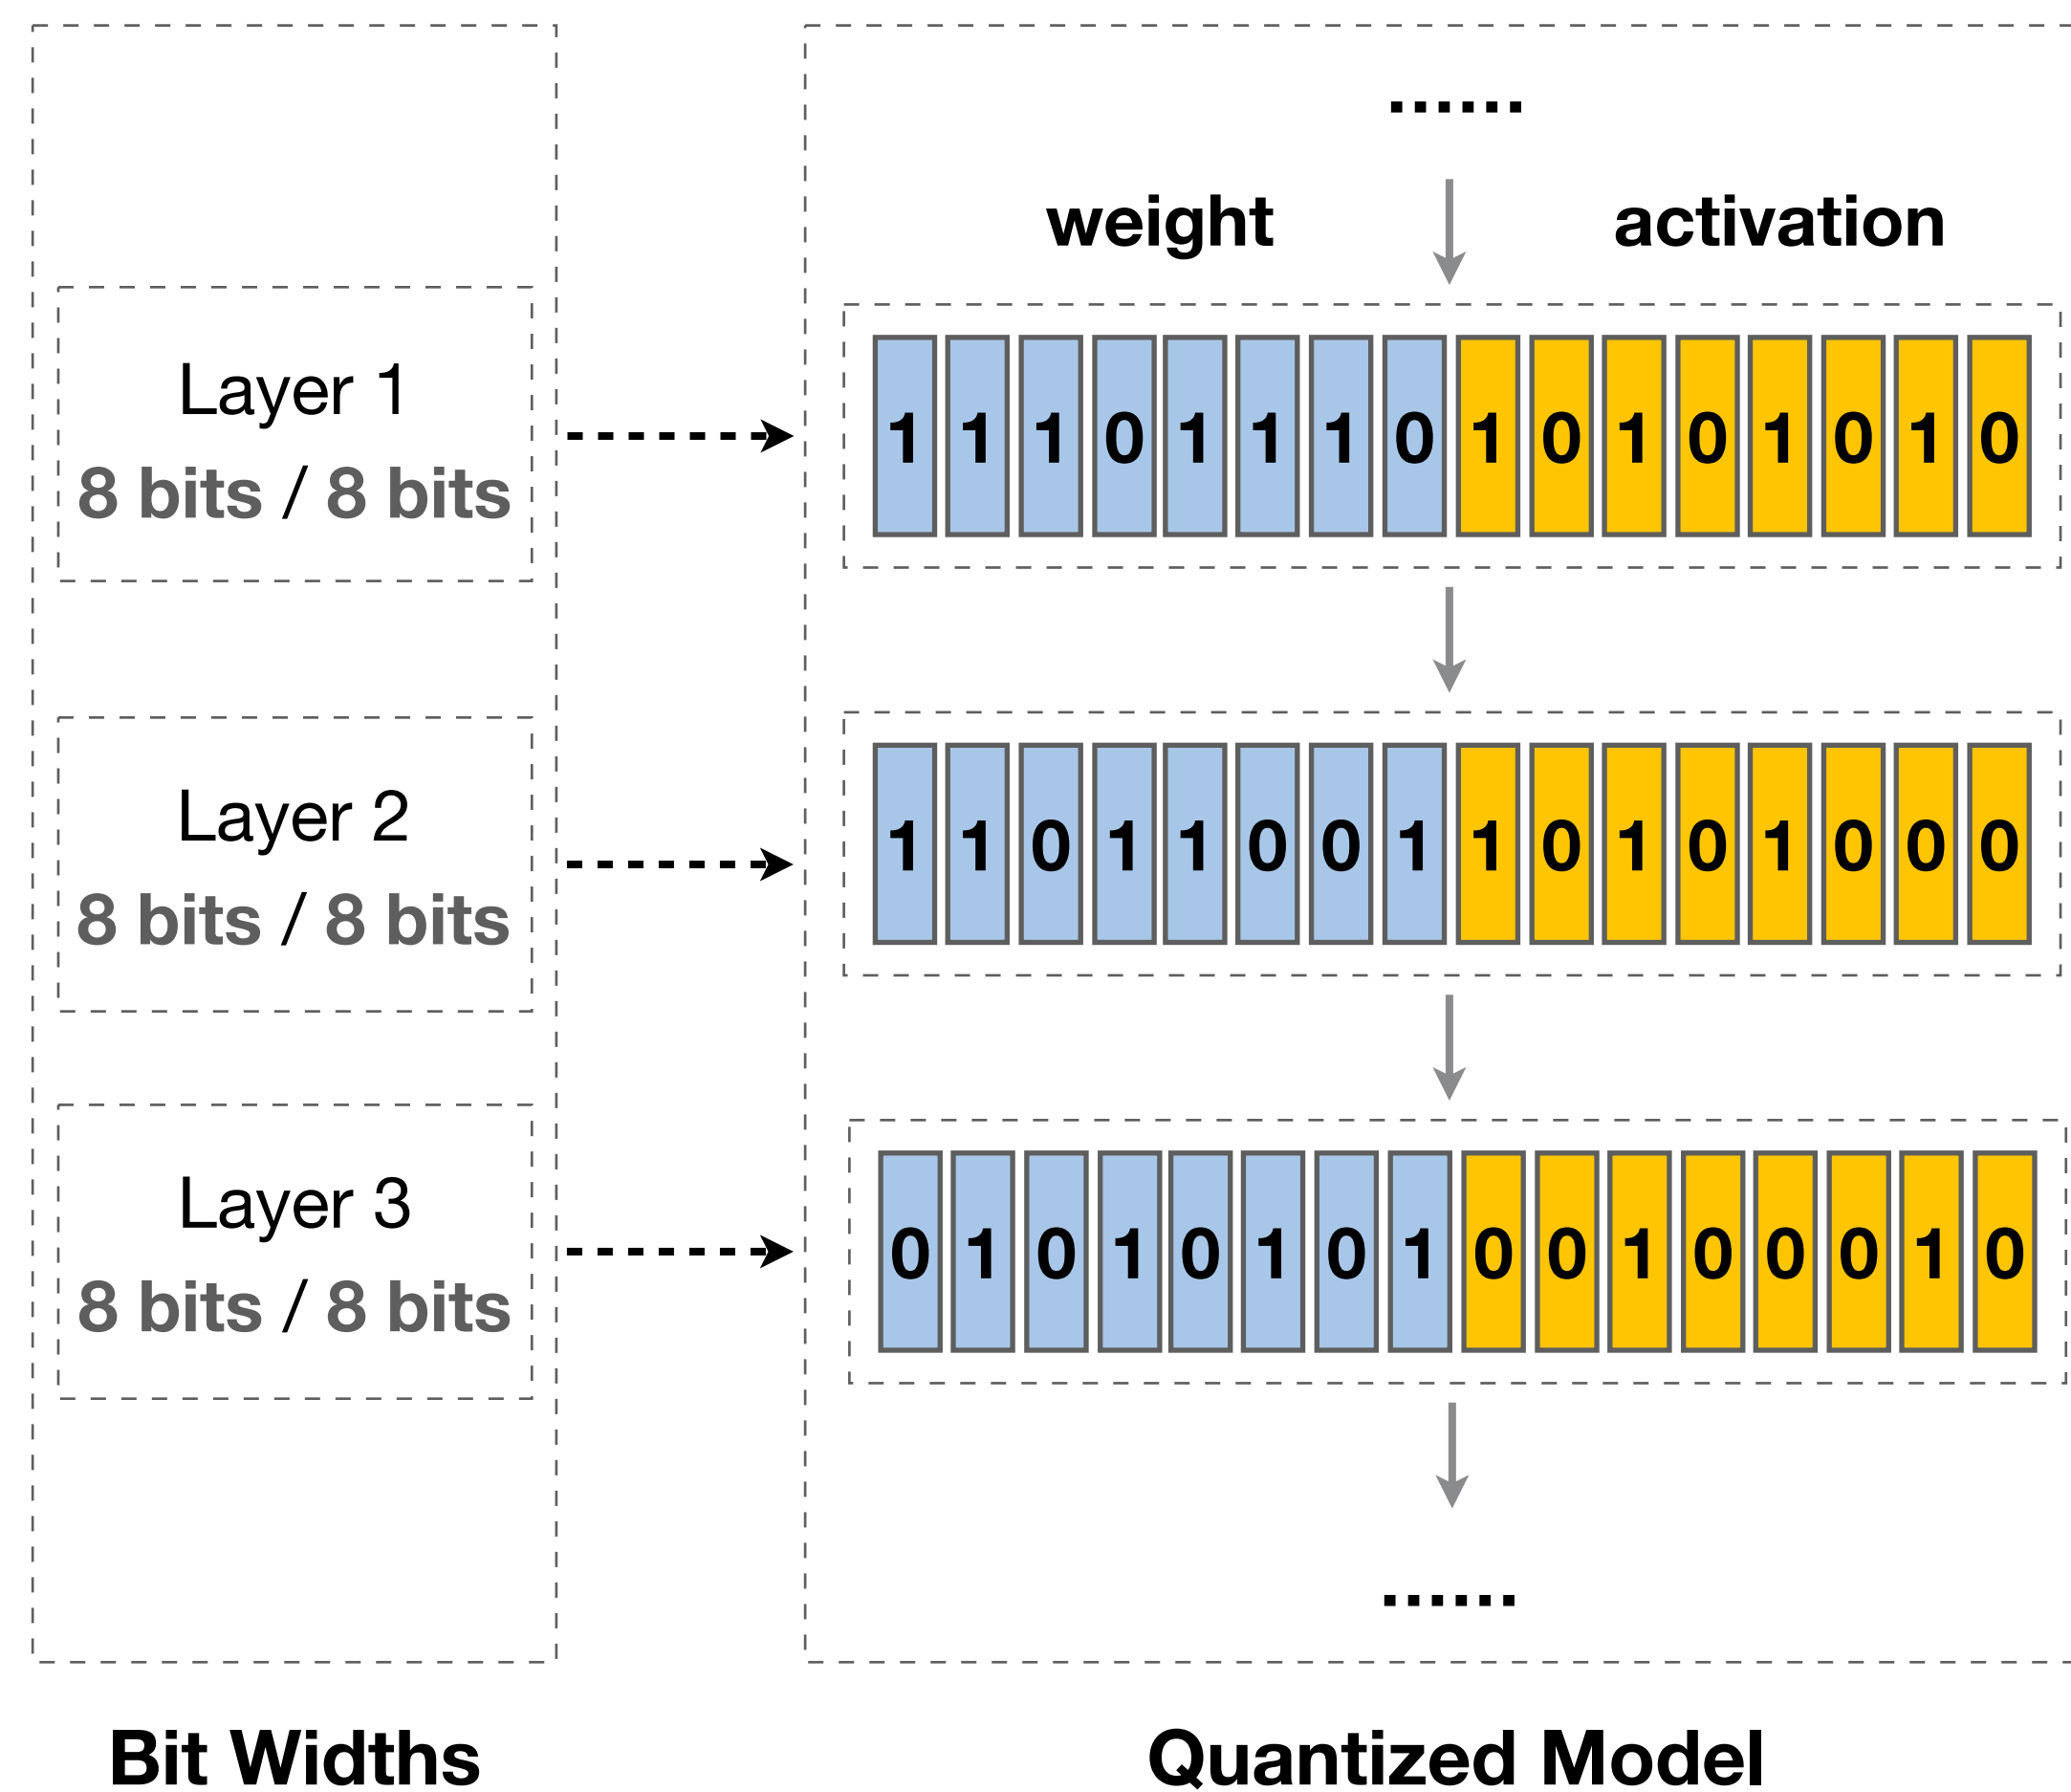 ......
weight activation
Layer 1
8 bits / 8 bits
1 1 1 0 1 1 1 0 1 0 1 0 1 0 1 0
Layer 2
8 bits / 8 bits
1 1 0 1 1 0 0 1 1 0 1 0 1 0 0 0
Layer 3
8 bits / 8 bits
0 1 0 1 0 1 0 1 0 0 1 0 0 0 1 0
......
Bit Widths
Quantized Model